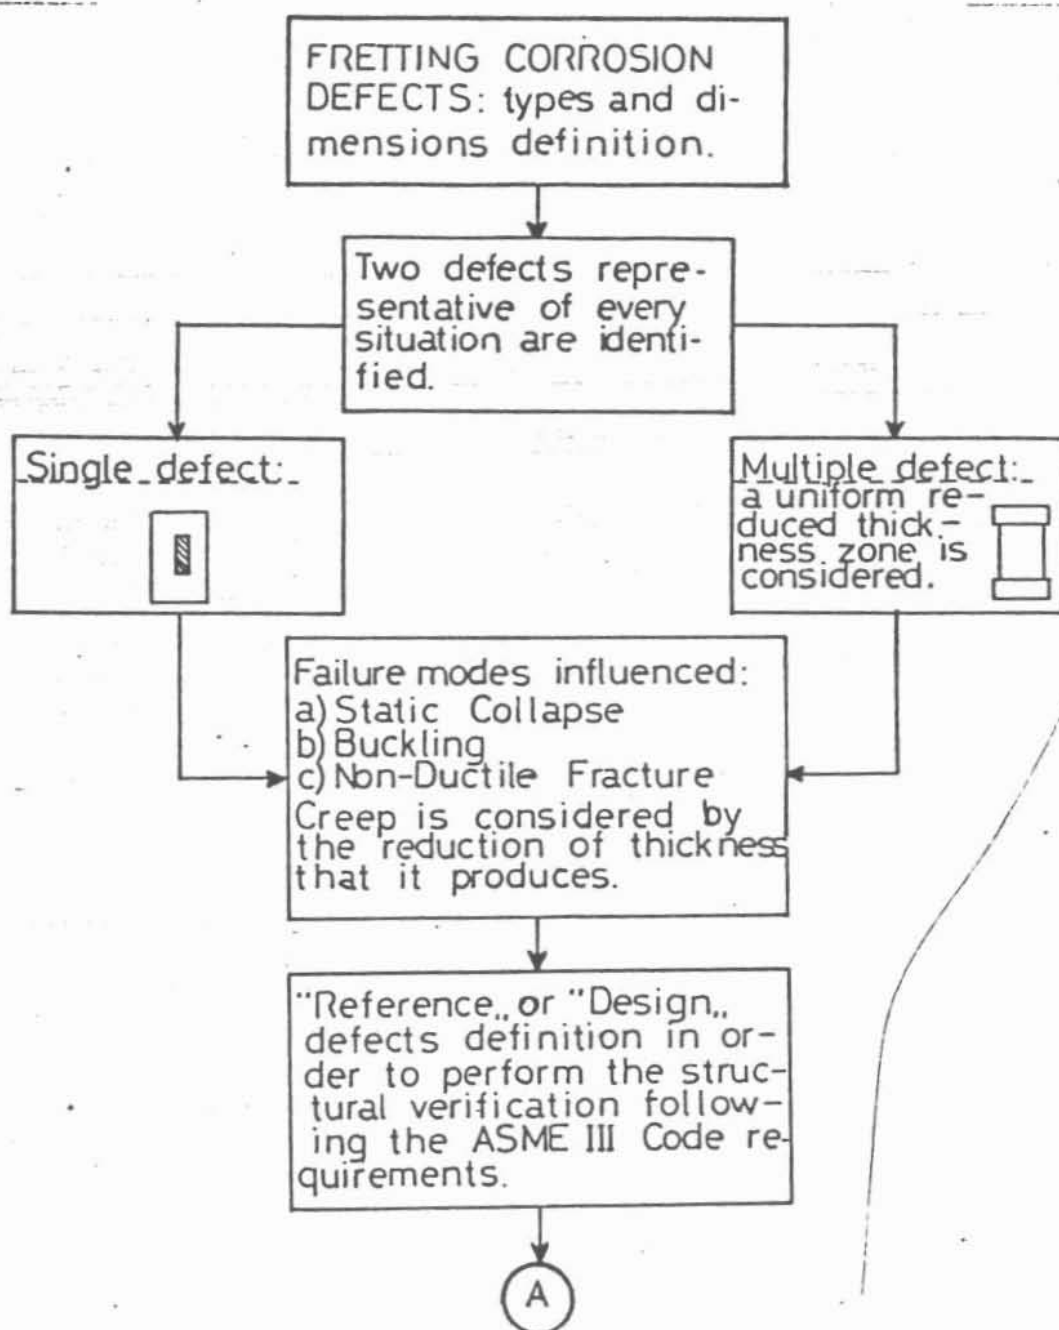 FRETTING CORROSION
DEFECTS: types and di-
mensions definition.
Two defects repre-
sentative of every
situation are identi-
fied.
Single defect:
Multiple defect:
a uniform re-
duced thick-
ness zone is
considered.
Failure modes influenced:
a) Static Collapse
b) Buckling
c) Non-Ductile Fracture
Creep is considered by
the reduction of thickness
that it produces.
"Reference„ or "Design„
defects definition in or-
der to perform the struc-
tural verification follow-
ing the ASME III Code re-
quirements.
A